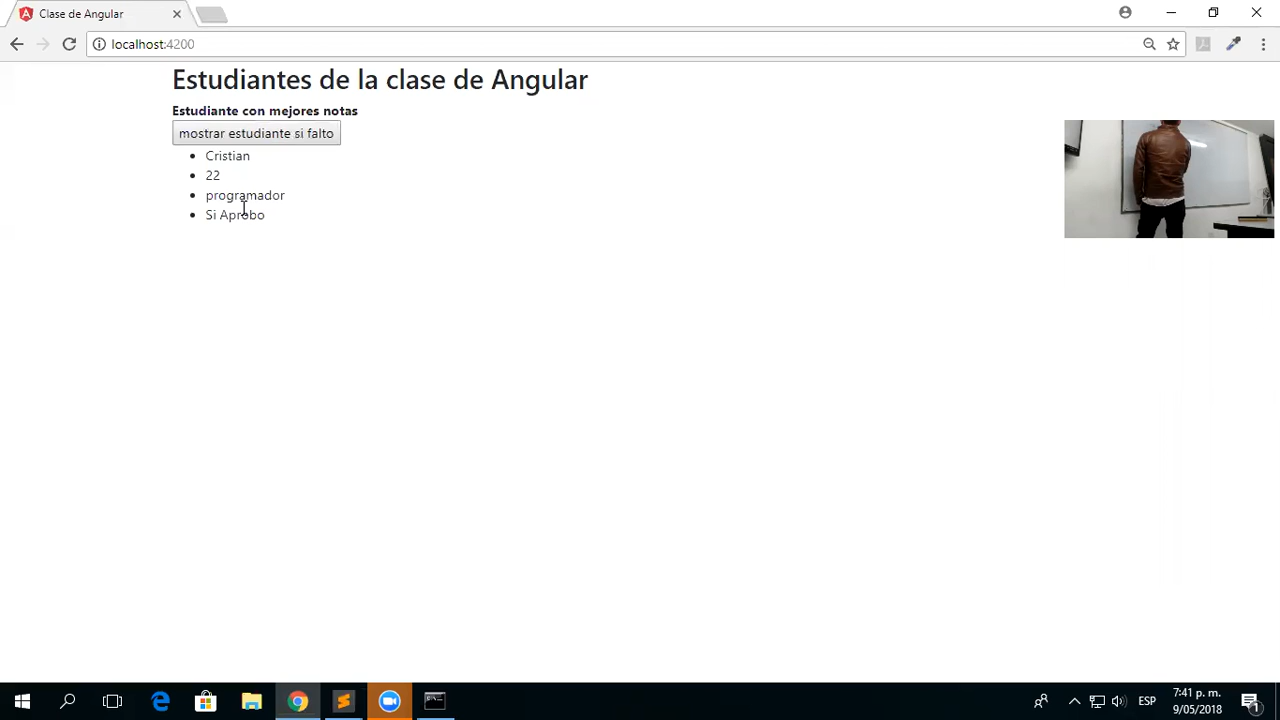 Clase de Angular
localhost:4200
Estudiantes de la clase de Angular
Estudiante con mejores notas
mostrar estudiante si falto
Cristian
22
programador
Si Aprobo
ESP
7:41 p. m.
9/05/2018
1